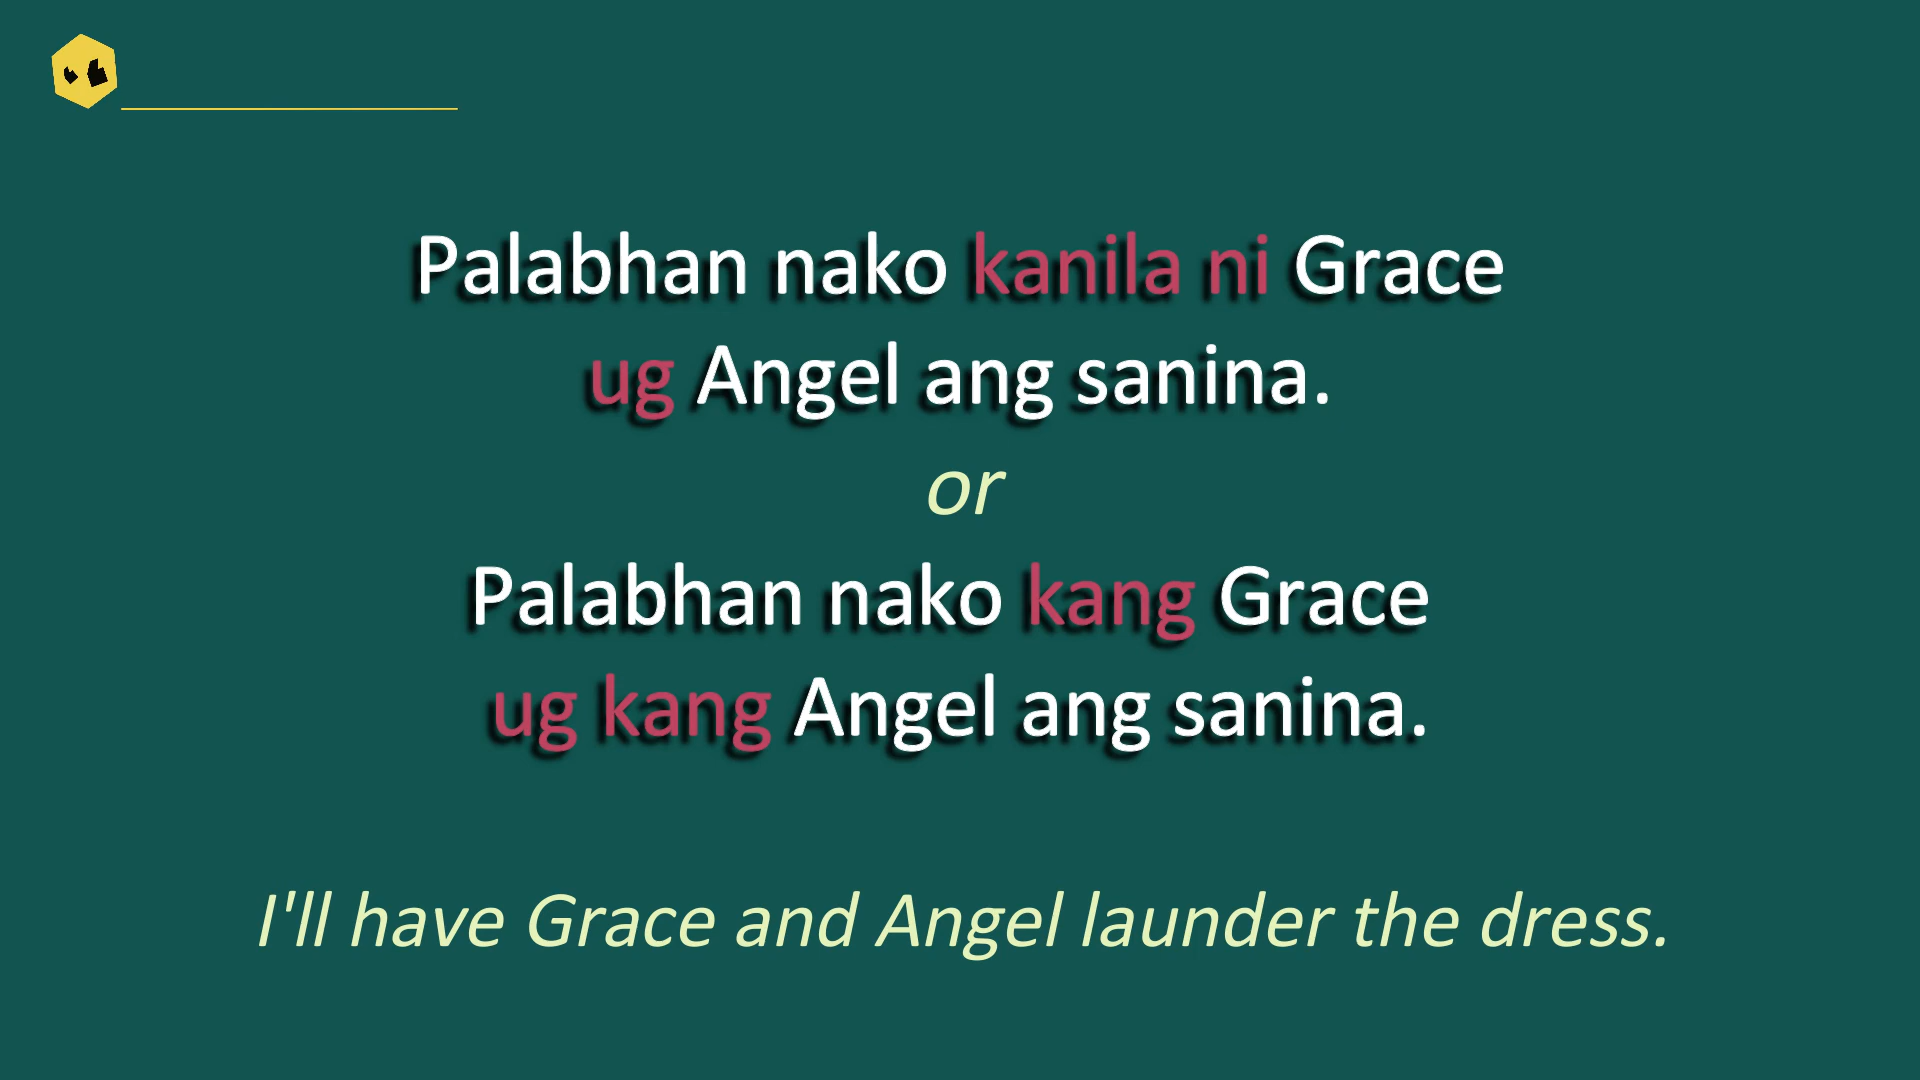 Palabhan nako kanila ni Grace
ug Angel ang sanina.
or
Palabhan nako kang Grace
ug kang Angel ang sanina.
I'll have Grace and Angel launder the dress.